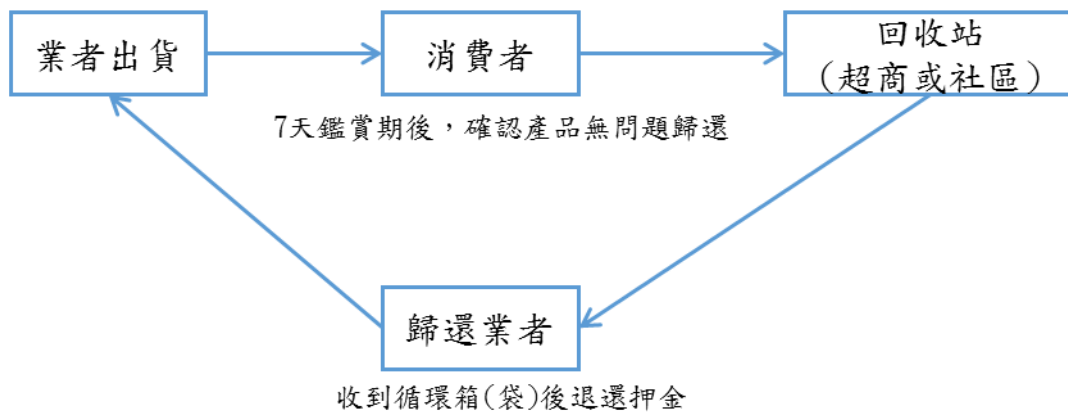 業者出貨
消費者
回收站
(超商或社區)
7天鑑賞期後，確認產品無問題歸還
歸還業者
收到循環箱(袋)後退還押金